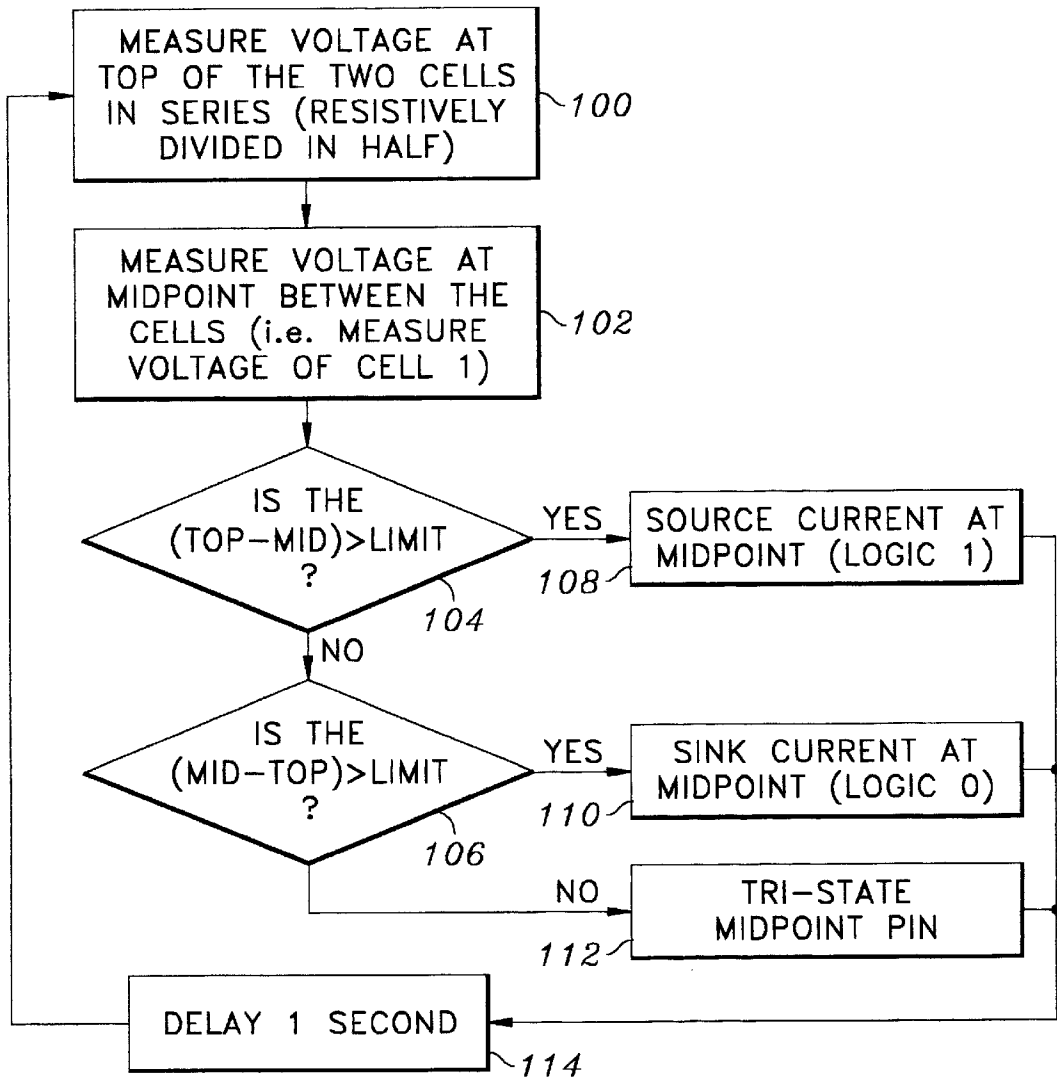 MEASURE VOLTAGE AT
TOP OF THE TWO CELLS
IN SERIES (RESISTIVELY
DIVIDED IN HALF)
100
MEASURE VOLTAGE AT
MIDPOINT BETWEEN THE
CELLS (i.e. MEASURE
VOLTAGE OF CELL 1)
102
IS THE
(TOP-MID)>LIMIT
?
104
YES
SOURCE CURRENT AT
MIDPOINT (LOGIC 1)
108
NO
IS THE
(MID-TOP)>LIMIT
?
106
YES
SINK CURRENT AT
MIDPOINT (LOGIC 0)
110
NO
TRI-STATE
MIDPOINT PIN
112
DELAY 1 SECOND
114